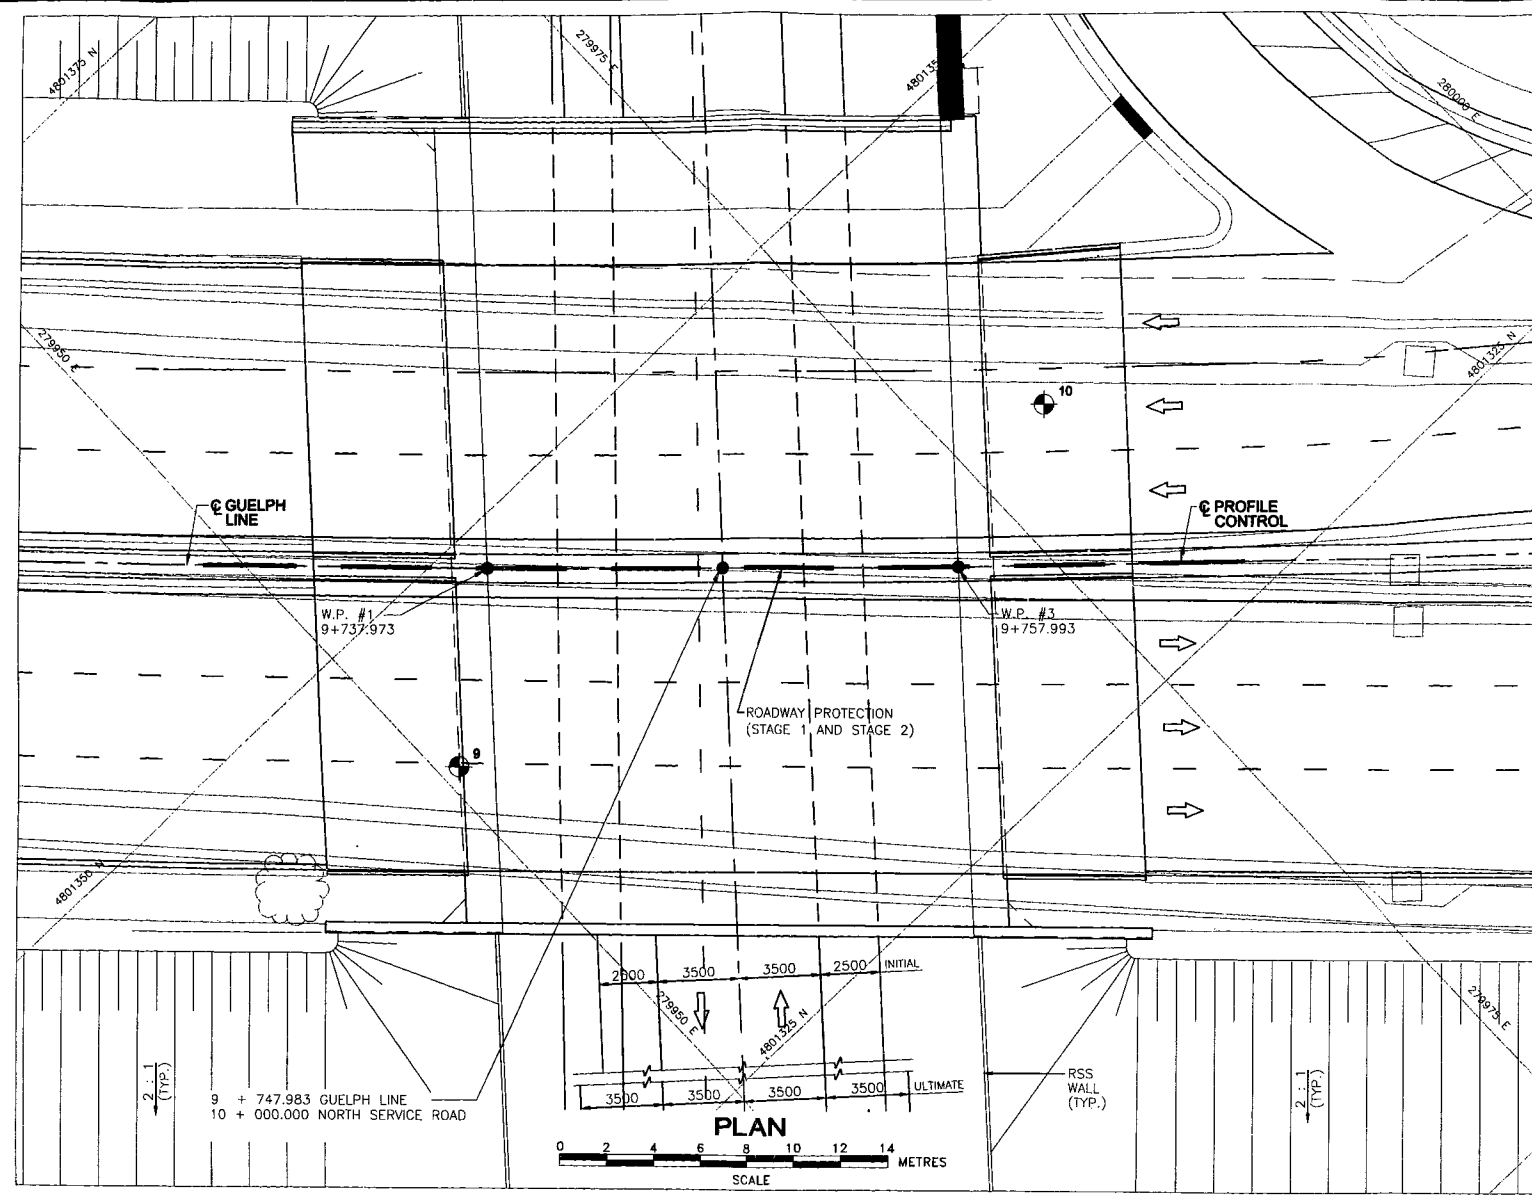 4801375 N
279975 E
480135
280000 E
279950 E
4801325 N
10
℄ GUELPH
LINE
℄ PROFILE
CONTROL
W.P. #1
9+737.973
W.P. #3
9+757.993
ROADWAY PROTECTION
(STAGE 1 AND STAGE 2)
9
4801350 N
2500 3500 3500 2500 INITIAL
279950 E
4801325 N
279975 E
3500 3500 3500 3500 ULTIMATE
2 : 1
(TYP.)
9 + 747.983 GUELPH LINE
10 + 000.000 NORTH SERVICE ROAD
RSS
WALL
(TYP.)
2 : 1
(TYP.)
PLAN
0 2 4 6 8 10 12 14
METRES
SCALE